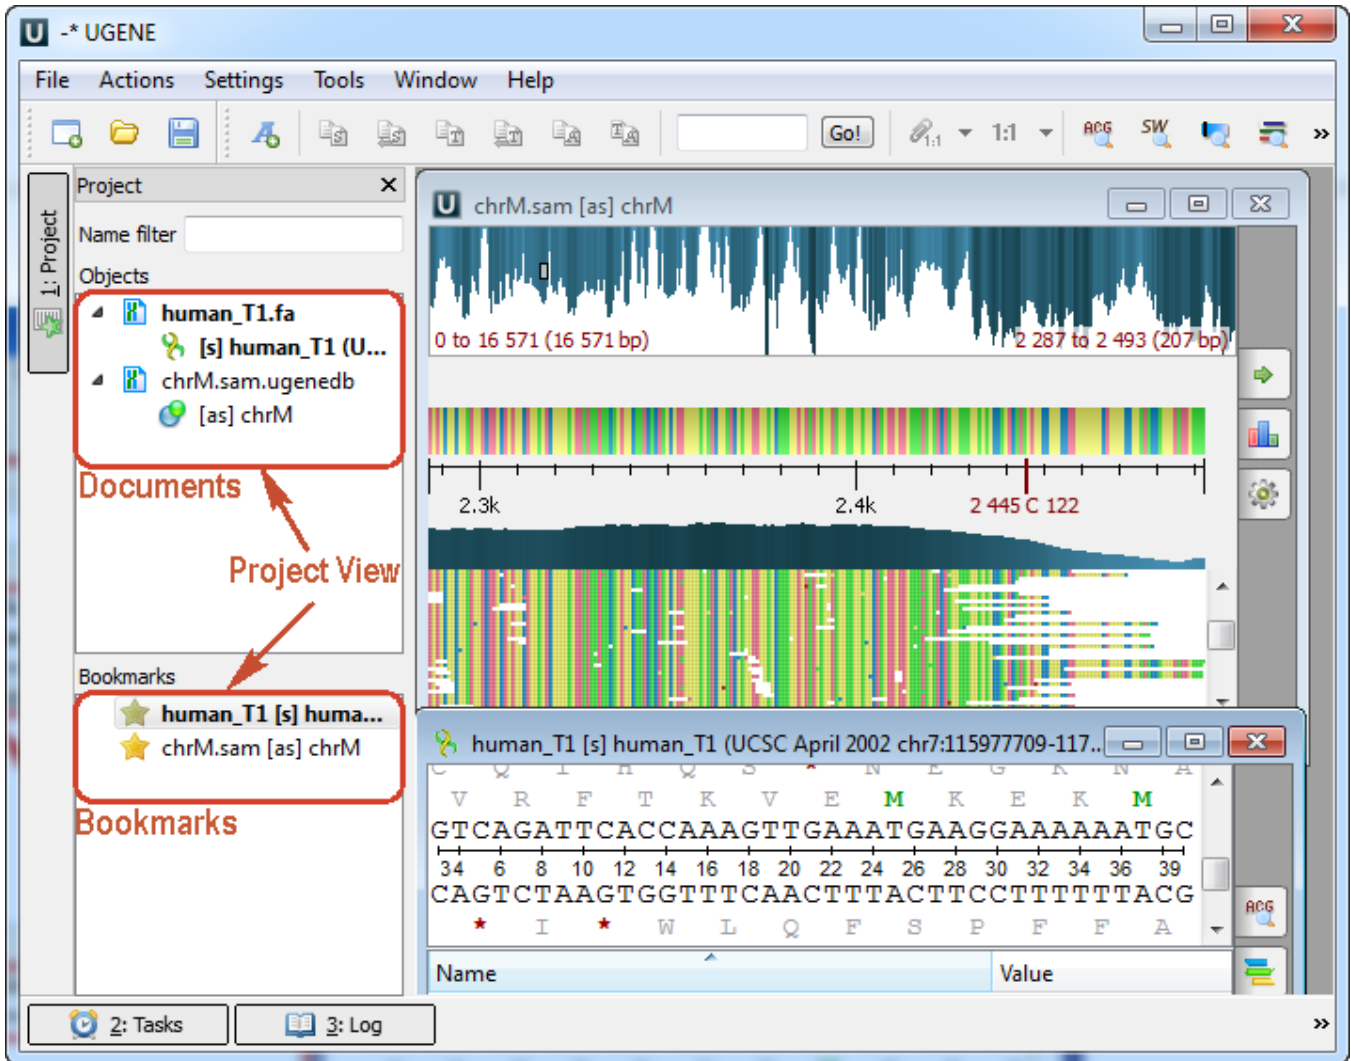 -* UGENE
File Actions Settings Tools Window Help
Go! 1:1 1:1 ACG SW »
1: Project
Project
Name filter
Objects
human_T1.fa
[s] human_T1 (U...
chrM.sam.ugenedb
[as] chrM
Documents
Project View
Bookmarks
human_T1 [s] huma...
chrM.sam [as] chrM
Bookmarks
chrM.sam [as] chrM
0 to 16 571 (16 571 bp) 2 287 to 2 493 (207 bp)
2.3k 2.4k 2 445 C 122
human_T1 [s] human_T1 (UCSC April 2002 chr7:115977709-117...
C Q I H Q S * N E G K N A
V R F T K V E M K E K M
GTCAGATTCACCAAAGTTGAAATGAAGGAAAAAATGC
34 6 8 10 12 14 16 18 20 22 24 26 28 30 32 34 36 39
CAGTCTAAGTGGTTTCAACTTTACTTCCTTTTTTACG
* I * W L Q F S P F F A
ACG
Name Value
2: Tasks 3: Log »